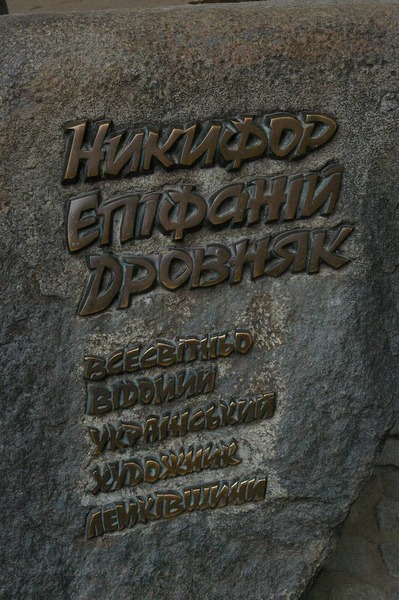 Никифор
Епіфаній
Дровняк
всесвітньо
відомий
український
художник
Лемківщини